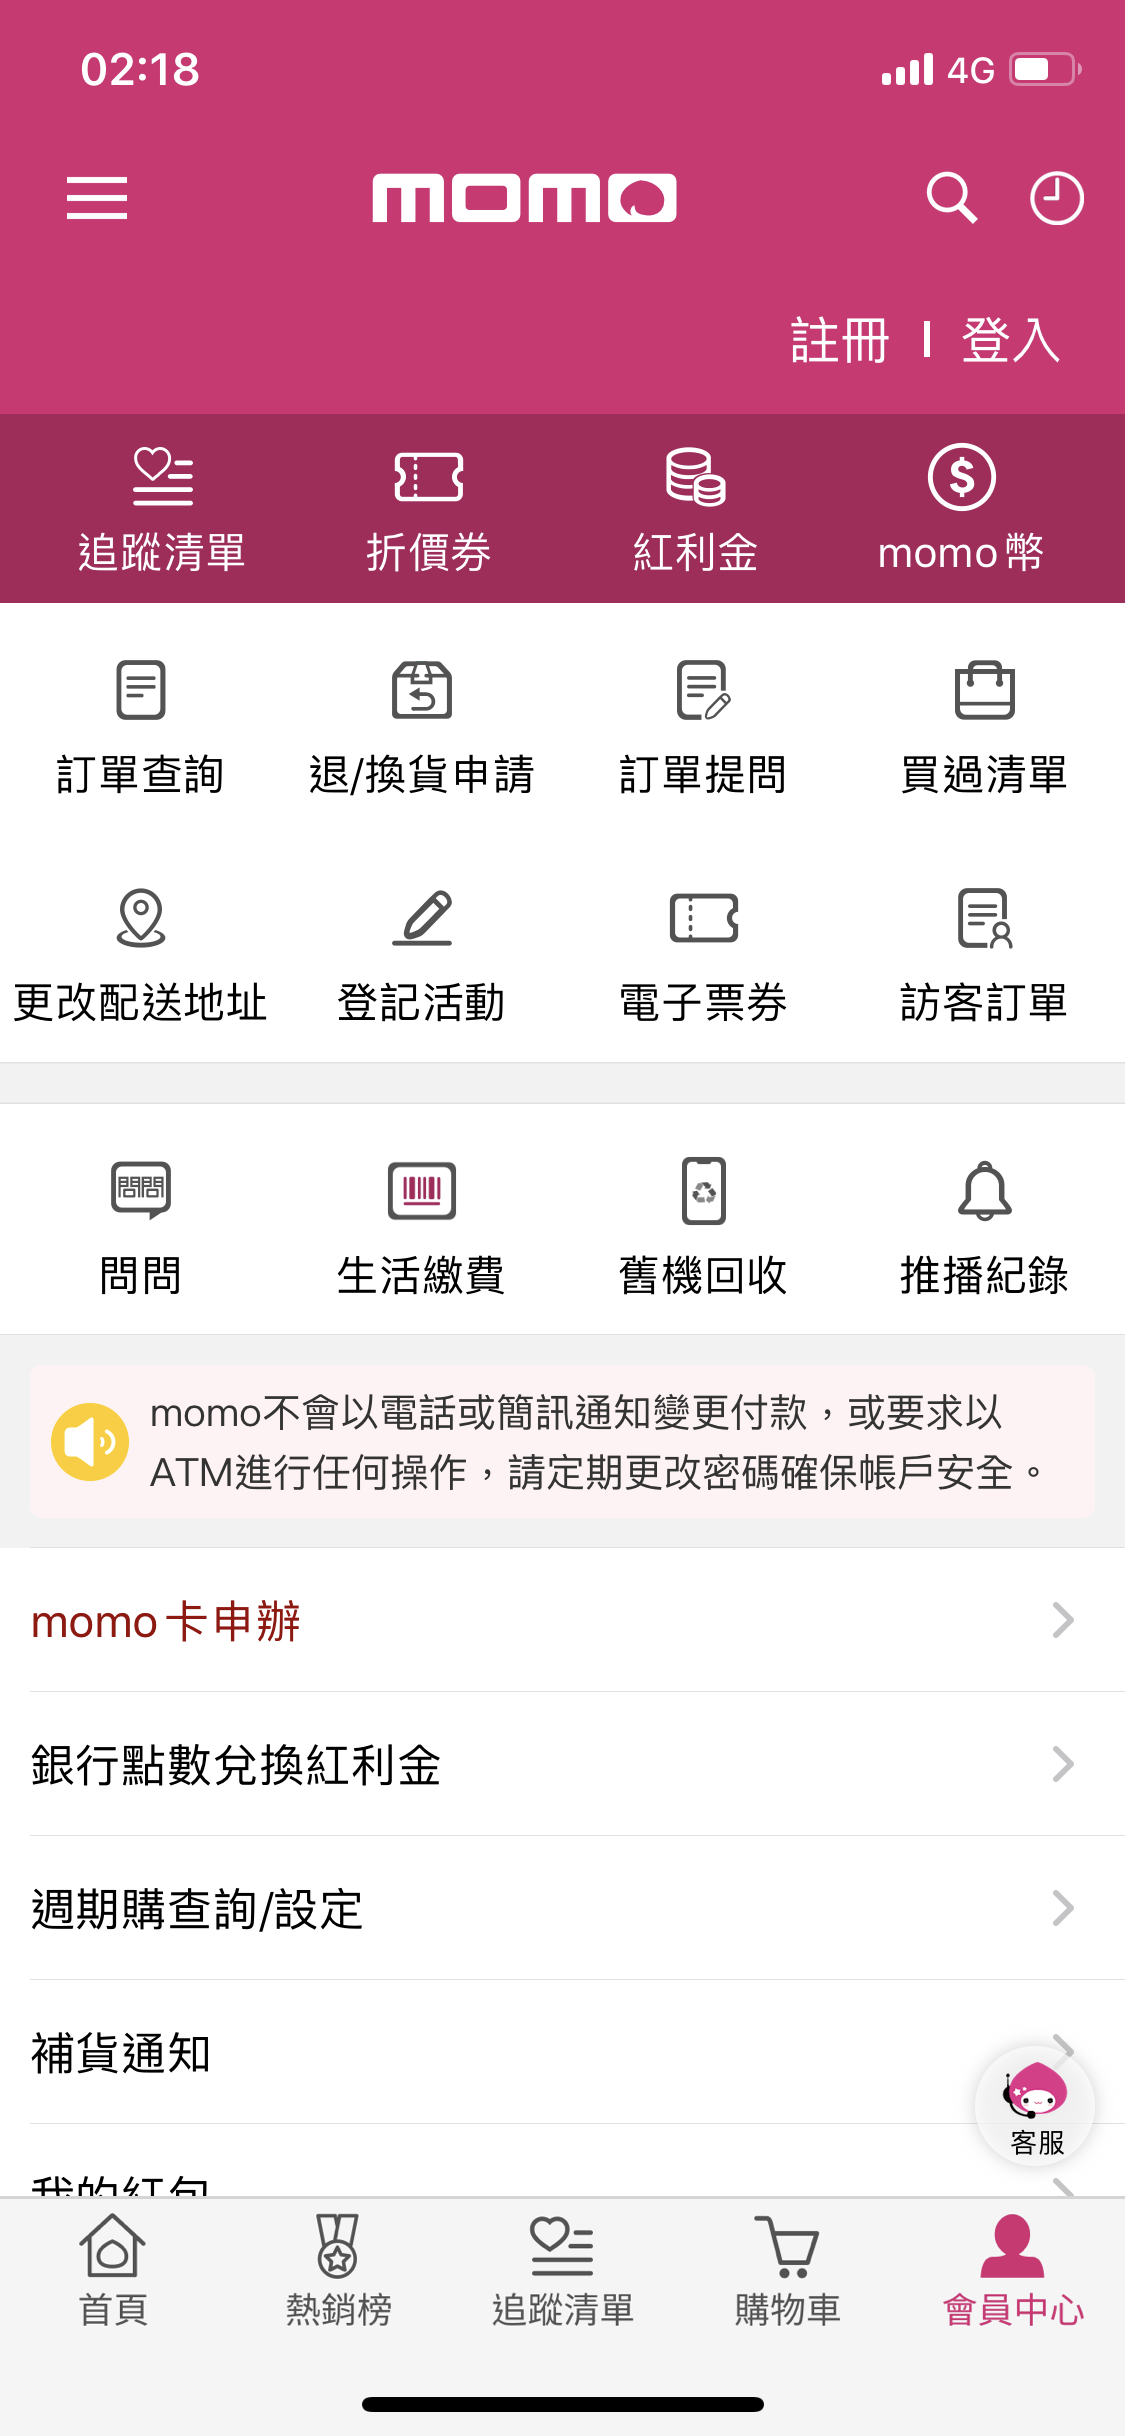 02:18
4G
momo
註冊 | 登入
追蹤清單 折價券 紅利金 momo幣
訂單查詢 退/換貨申請 訂單提問 買過清單
更改配送地址 登記活動 電子票券 訪客訂單
問問 生活繳費 舊機回收 推播紀錄
momo不會以電話或簡訊通知變更付款，或要求以
ATM進行任何操作，請定期更改密碼確保帳戶安全。
momo卡申辦
銀行點數兌換紅利金
週期購查詢/設定
補貨通知
客服
我的紅包
首頁 熱銷榜 追蹤清單 購物車 會員中心